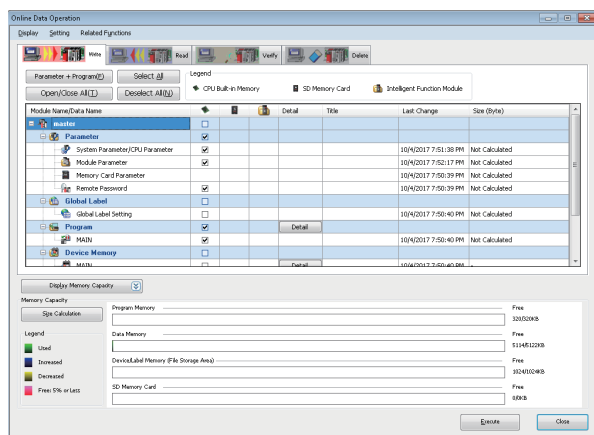 Online Data Operation
Display Setting Related Functions
Write Read Verify Delete
Parameter + Program(F) Select All Legend
CPU Built-in Memory SD Memory Card Intelligent Function Module
Open/Close All(T) Deselect All(N)
Module Name/Data Name Detail Title Last Change Size (Byte)
master
Parameter
System Parameter/CPU Parameter 10/4/2017 7:51:38 PM Not Calculated
Module Parameter 10/4/2017 7:52:17 PM Not Calculated
Memory Card Parameter 10/4/2017 7:50:39 PM Not Calculated
Remote Password 10/4/2017 7:50:39 PM Not Calculated
Global Label
Global Label Setting 10/4/2017 7:50:40 PM Not Calculated
Program Detail
MAIN 10/4/2017 7:50:40 PM Not Calculated
Device Memory
MAIN Detail 10/4/2017 7:50:40 PM -
Display Memory Capacity
Memory Capacity
Size Calculation
Program Memory Free
320/320KB
Legend
Used
Increased
Decreased
Free: 5% or Less
Data Memory Free
5114/5122KB
Device/Label Memory (File Storage Area) Free
1024/1024KB
SD Memory Card Free
0/0KB
Execute Close